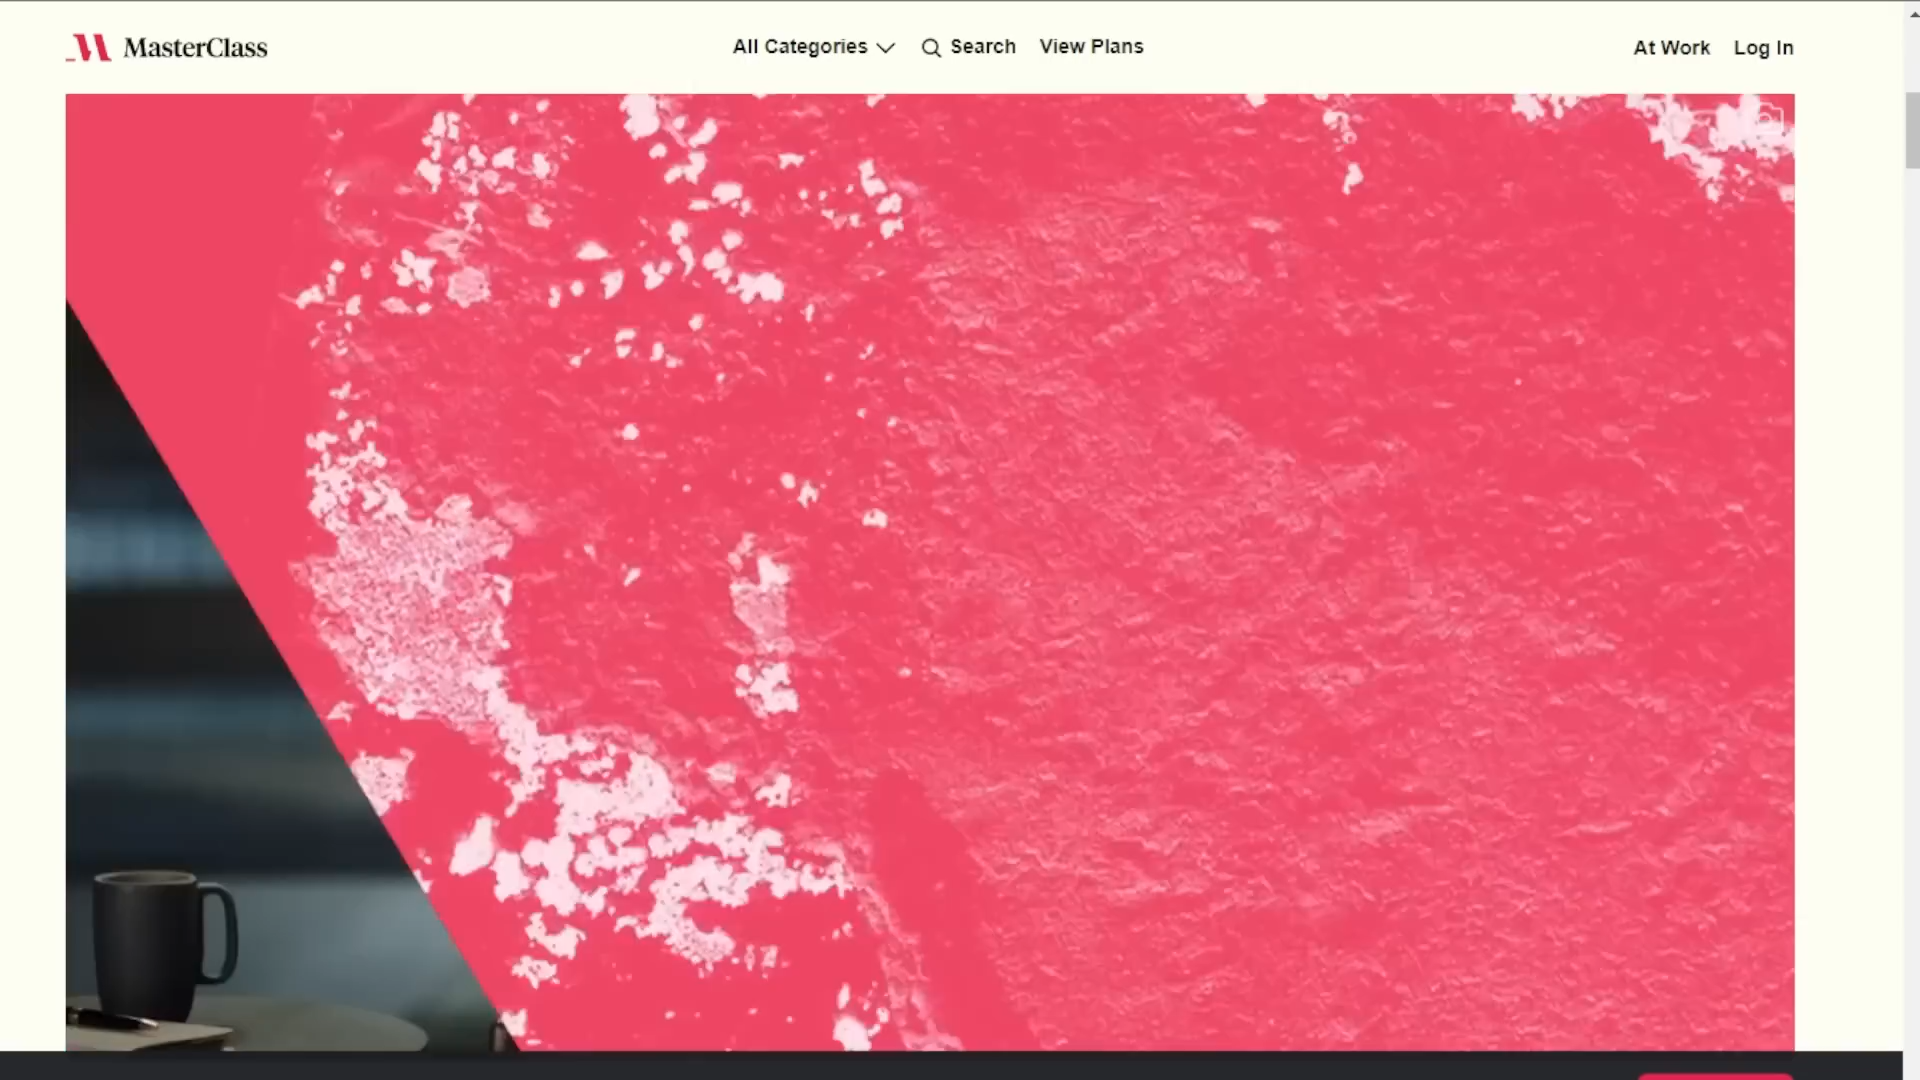 MasterClass
All Categories
Search
View Plans
At Work
Log In